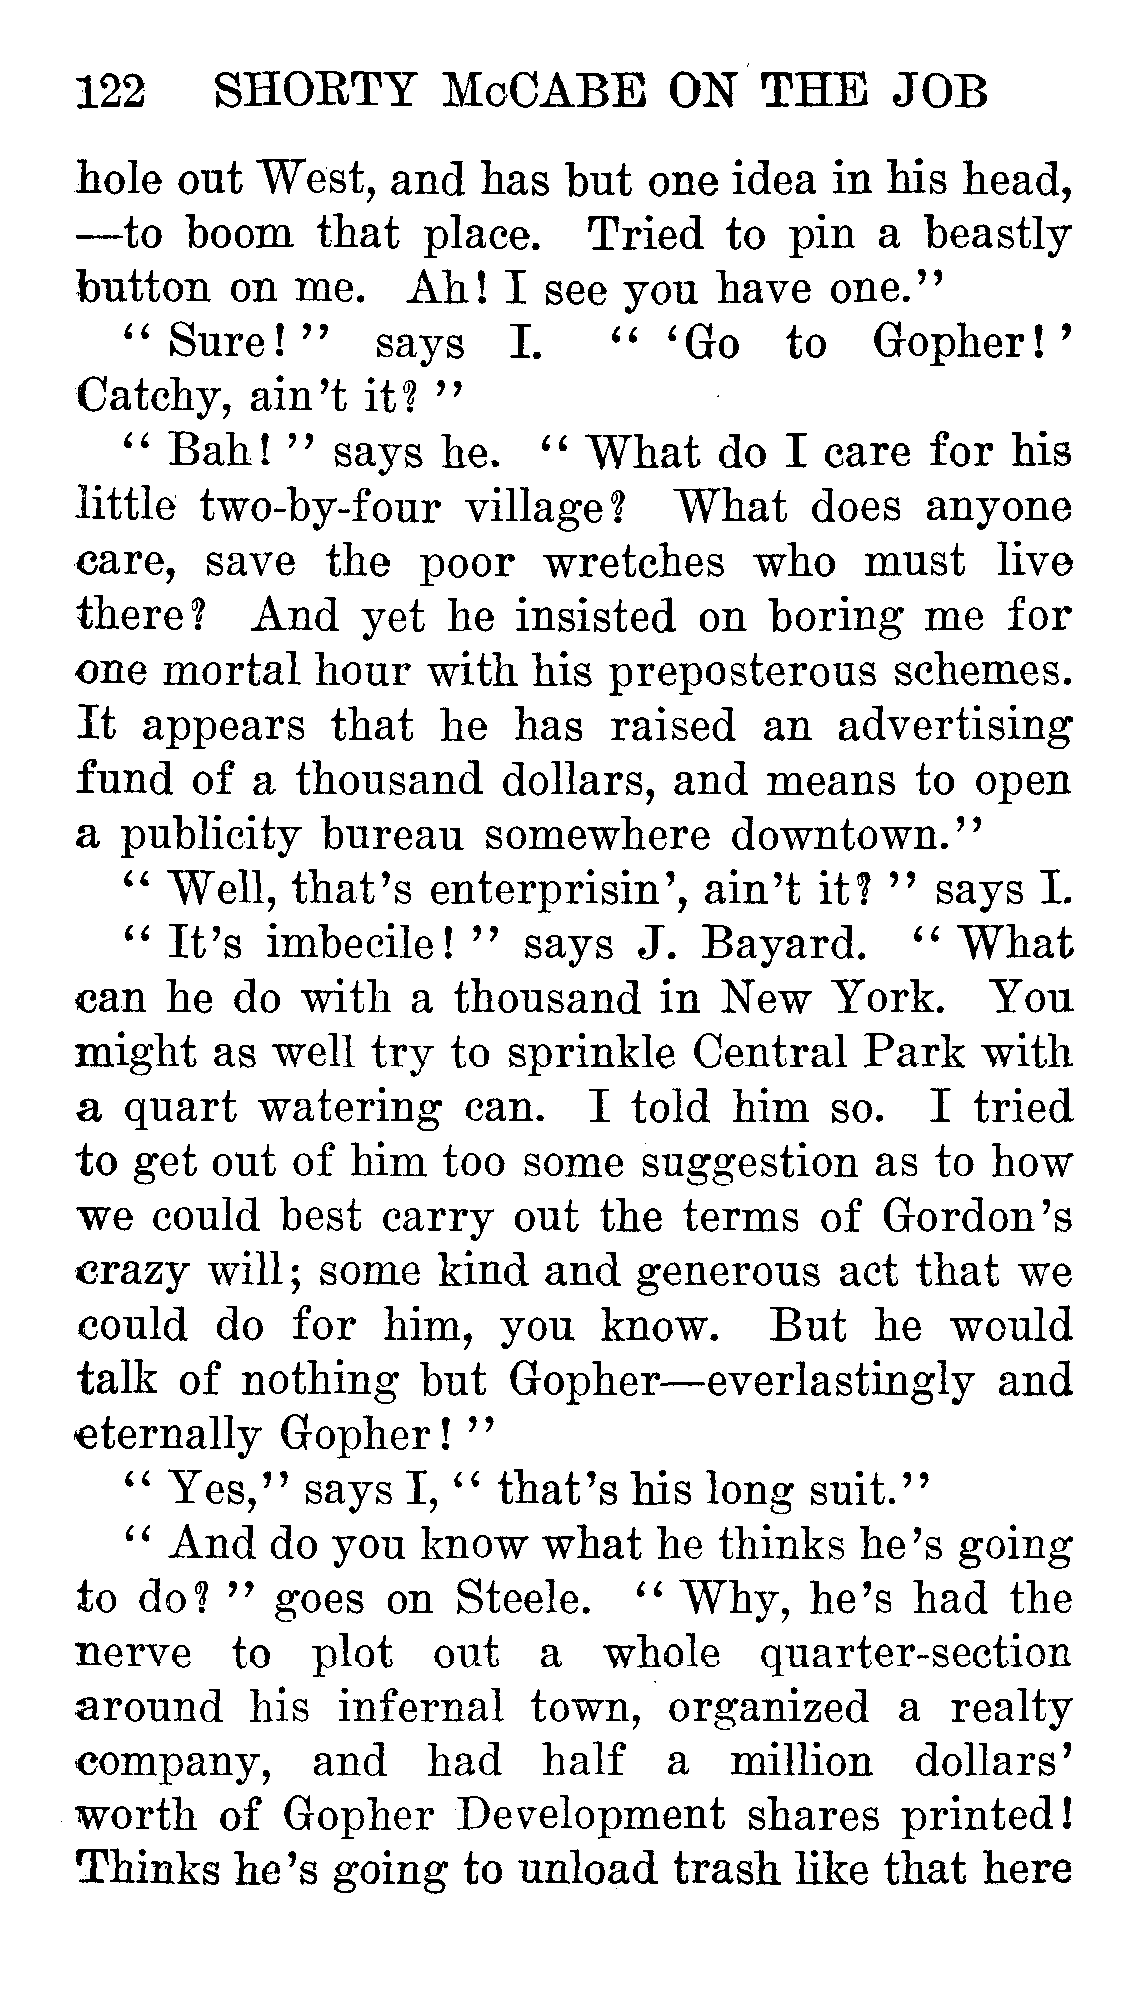 122 SHORTY McCABE ON THE JOB
hole out West, and has but one idea in his head,
—to boom that place. Tried to pin a beastly
button on me. Ah! I see you have one."
" Sure! " says I. " 'Go to Gopher! '
Catchy, ain't it? "
" Bah! " says he. " What do I care for his
little two-by-four village? What does anyone
care, save the poor wretches who must live
there? And yet he insisted on boring me for
one mortal hour with his preposterous schemes.
It appears that he has raised an advertising
fund of a thousand dollars, and means to open
a publicity bureau somewhere downtown."
" Well, that's enterprisin', ain't it? " says I.
" It's imbecile! " says J. Bayard. " What
can he do with a thousand in New York. You
might as well try to sprinkle Central Park with
a quart watering can. I told him so. I tried
to get out of him too some suggestion as to how
we could best carry out the terms of Gordon's
crazy will; some kind and generous act that we
could do for him, you know. But he would
talk of nothing but Gopher—everlastingly and
eternally Gopher! "
" Yes," says I, " that's his long suit."
" And do you know what he thinks he's going
to do? " goes on Steele. " Why, he's had the
nerve to plot out a whole quarter-section
around his infernal town, organized a realty
company, and had half a million dollars'
worth of Gopher Development shares printed!
Thinks he's going to unload trash like that here